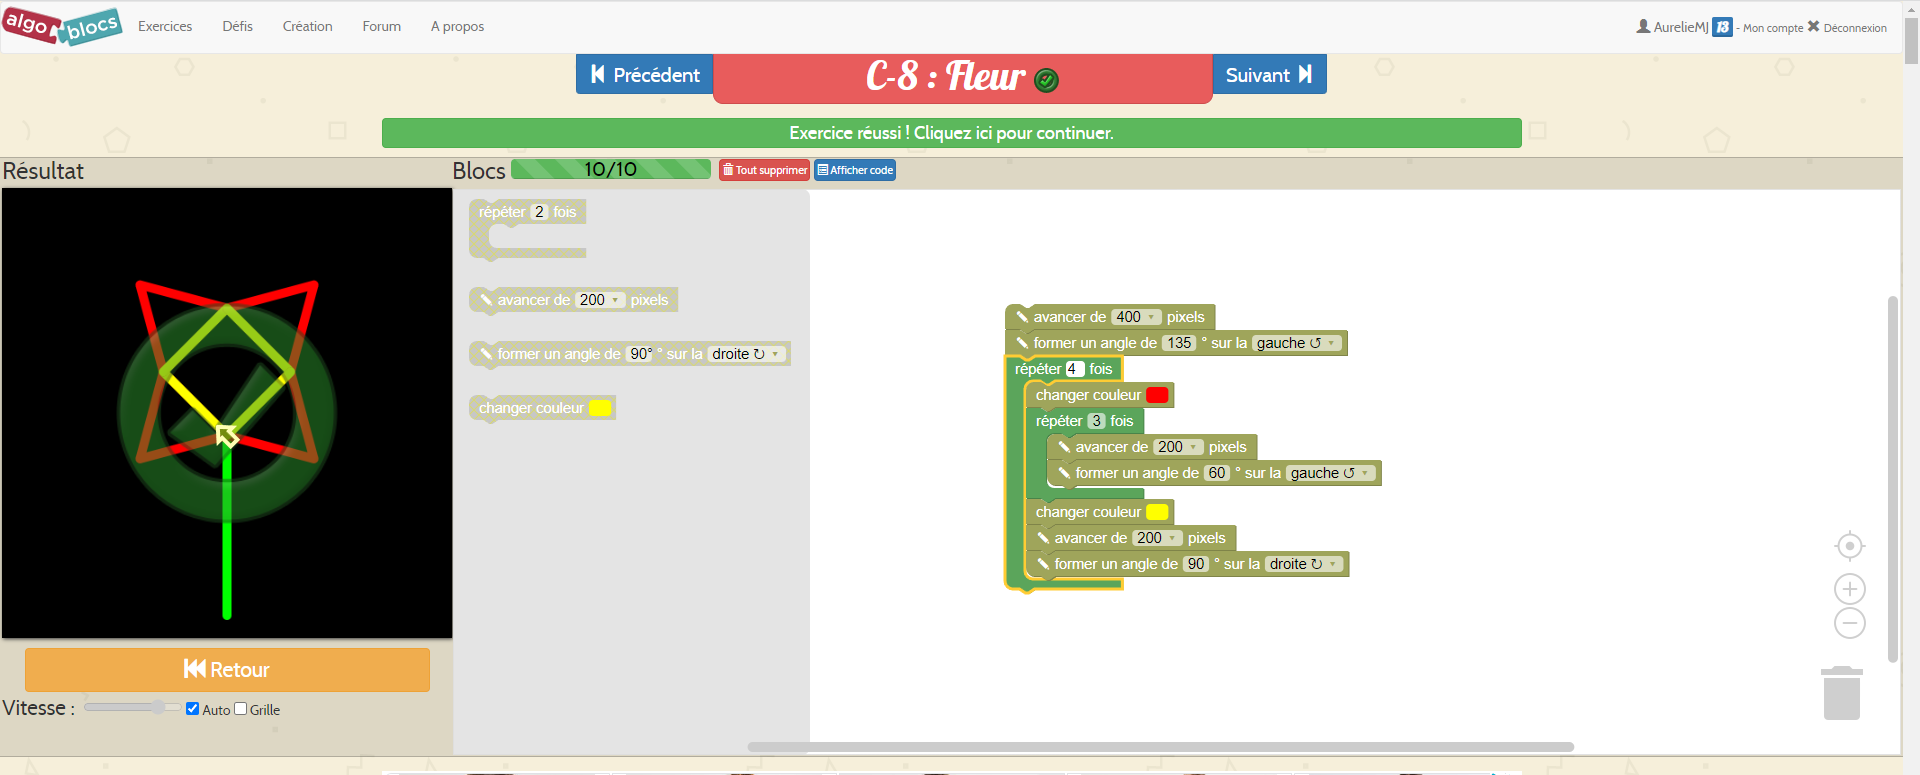 algo blocs Exercices Défis Création Forum A propos AurelieMJ 13 - Mon compte Déconnexion
Précédent C-8 : Fleur Suivant
Exercice réussi ! Cliquez ici pour continuer.
Résultat Blocs 10/10 Tout supprimer Afficher code
répéter 2 fois
avancer de 200 pixels
former un angle de 90° ° sur la droite ↻
changer couleur
avancer de 400 pixels
former un angle de 135 ° sur la gauche ↺
répéter 4 fois
changer couleur
répéter 3 fois
avancer de 200 pixels
former un angle de 60 ° sur la gauche ↺
changer couleur
avancer de 200 pixels
former un angle de 90 ° sur la droite ↻
Retour
Vitesse : Auto Grille